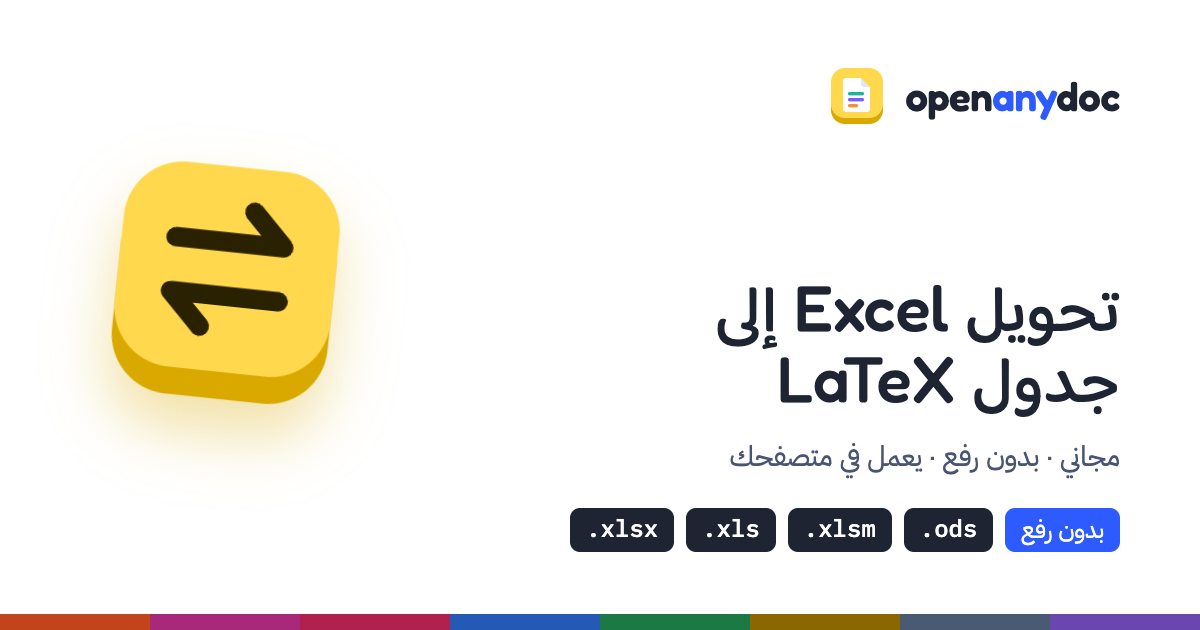 openanydoc
تحويل Excel إلى
جدول LaTeX
مجاني · بدون رفع · يعمل في متصفحك
بدون رفع .ods .xlsm .xls .xlsx